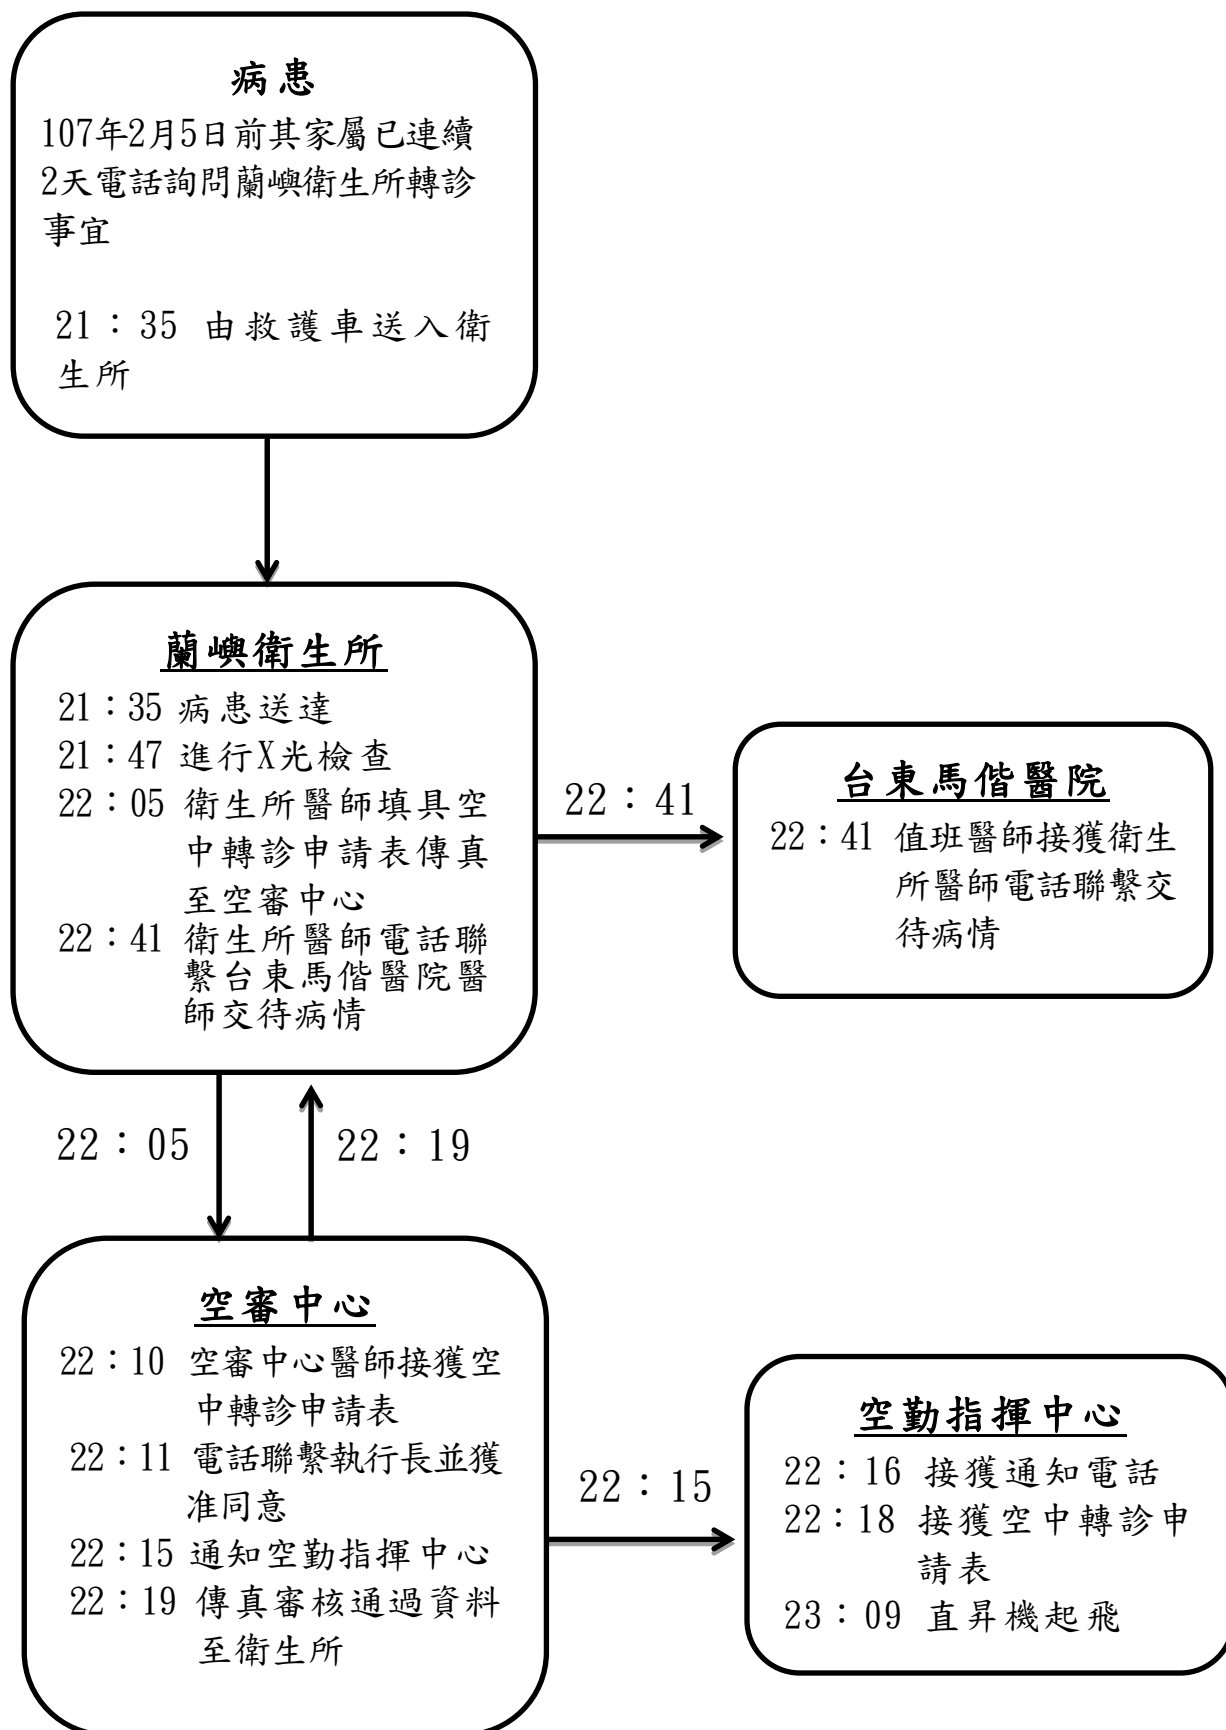 病患
107年2月5日前其家屬已連續
2天電話詢問蘭嶼衛生所轉診
事宜
21：35 由救護車送入衛
生所
蘭嶼衛生所
21：35 病患送達
21：47 進行X光檢查
22：05 衛生所醫師填具空
中轉診申請表傳真
至空審中心
22：41 衛生所醫師電話聯
繫台東馬偕醫院醫
師交待病情
22：41
台東馬偕醫院
22：41 值班醫師接獲衛生
所醫師電話聯繫交
待病情
22：05
22：19
空審中心
22：10 空審中心醫師接獲空
中轉診申請表
22：11 電話聯繫執行長並獲
准同意
22：15 通知空勤指揮中心
22：19 傳真審核通過資料
至衛生所
22：15
空勤指揮中心
22：16 接獲通知電話
22：18 接獲空中轉診申
請表
23：09 直昇機起飛